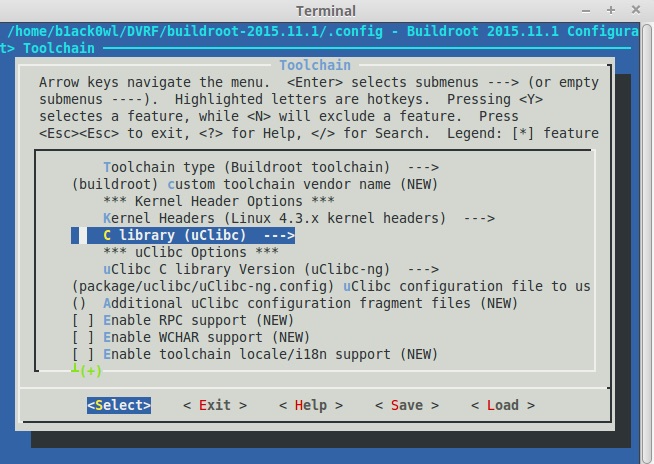 Terminal
/home/b1ack0wl/DVRF/buildroot-2015.11.1/.config - Buildroot 2015.11.1 Configura
t> Toolchain
Toolchain
Arrow keys navigate the menu.  <Enter> selects submenus ---> (or empty
submenus ----).  Highlighted letters are hotkeys.  Pressing <Y>
selectes a feature, while <N> will exclude a feature.  Press
<Esc><Esc> to exit, <?> for Help, </> for Search.  Legend: [*] feature
Toolchain type (Buildroot toolchain)  --->
(buildroot) custom toolchain vendor name (NEW)
*** Kernel Header Options ***
Kernel Headers (Linux 4.3.x kernel headers)  --->
C library (uClibc)  --->
*** uClibc Options ***
uClibc C library Version (uClibc-ng)  --->
(package/uclibc/uClibc-ng.config) uClibc configuration file to us
()  Additional uClibc configuration fragment files (NEW)
[ ] Enable RPC support (NEW)
[ ] Enable WCHAR support (NEW)
[ ] Enable toolchain locale/i18n support (NEW)
(+)
<Select>    < Exit >    < Help >    < Save >    < Load >